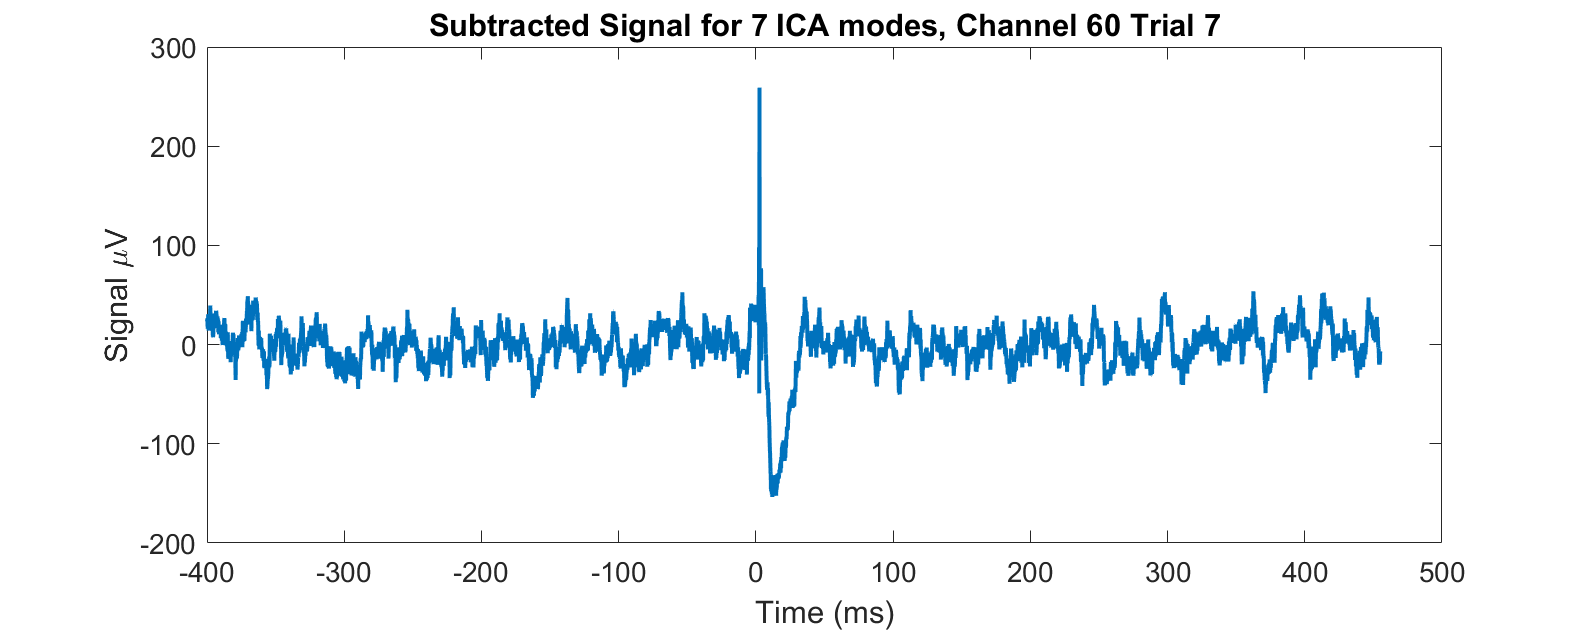 Subtracted Signal for 7 ICA modes, Channel 60 Trial 7
300
200
100
0
-100
-200
Signal μV
-400 -300 -200 -100 0 100 200 300 400 500
Time (ms)